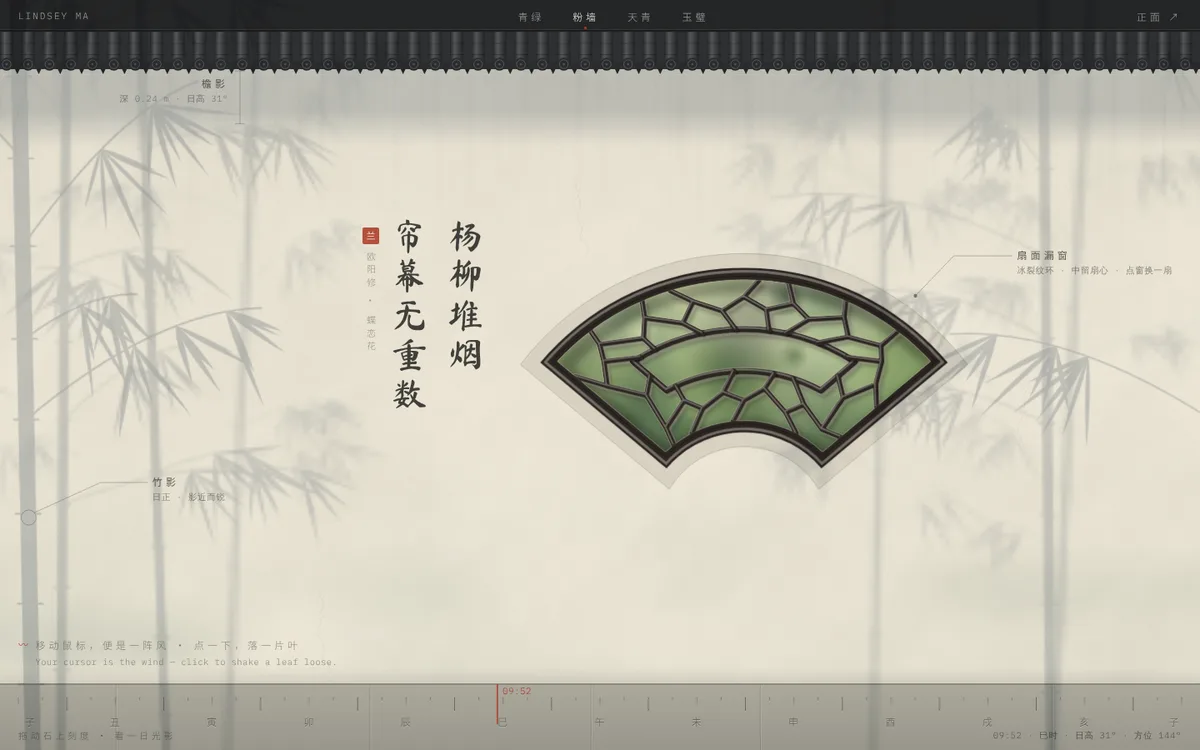 LINDSEY MA
青绿 粉墙 天青 玉璧
正面 ↗
檐影
深 0.24 m · 日高 31°
杨柳堆烟
帘幕无重数
兰
欧阳修 · 蝶恋花
扇面漏窗
冰裂纹环 · 中留扇心 · 点窗换一扇
竹影
日正 · 影近而锐
移动鼠标，便是一阵风 · 点一下，落一片叶
Your cursor is the wind — click to shake a leaf loose.
09:52
子 丑 寅 卯 辰 巳 午 未 申 酉 戌 亥 子
拖动石上刻度 · 看一日光影
09:52 · 巳时 · 日高 31° · 方位 144°